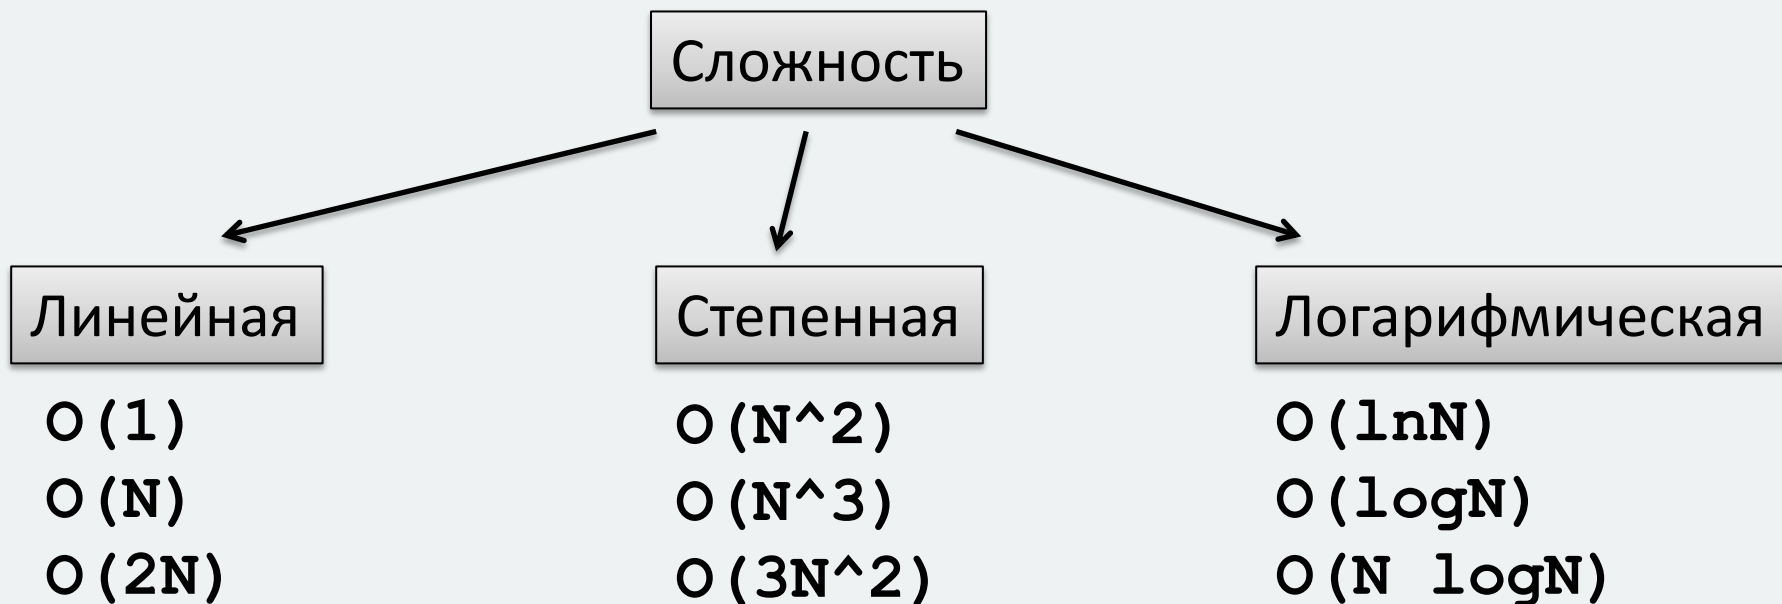 Сложность
Линейная
O(1)
O(N)
O(2N)
Степенная
O(N^2)
O(N^3)
O(3N^2)
Логарифмическая
O(lnN)
O(logN)
O(N logN)